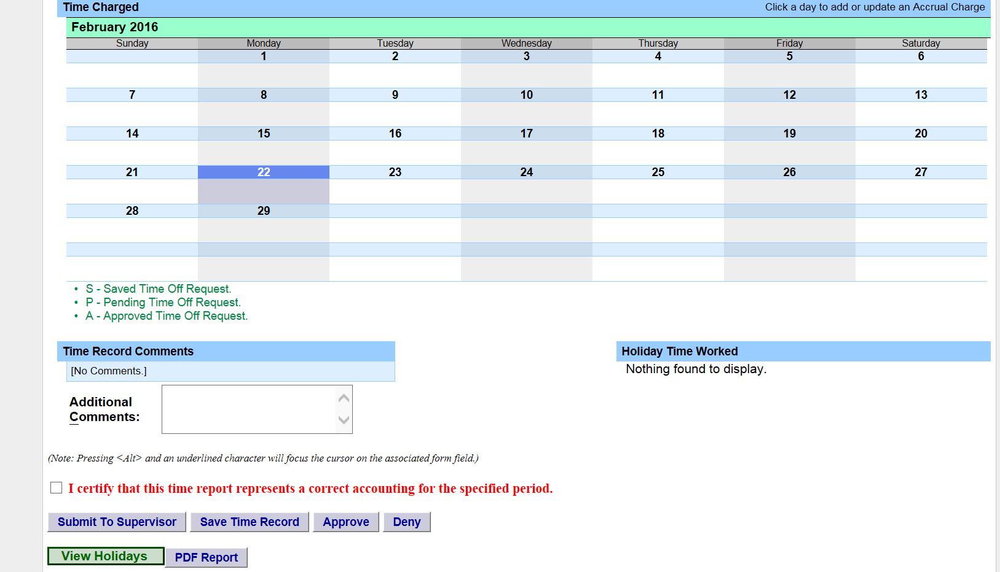 Time Charged Click a day to add or update an Accrual Charge
February 2016
Sunday Monday Tuesday Wednesday Thursday Friday Saturday
1 2 3 4 5 6
7 8 9 10 11 12 13
14 15 16 17 18 19 20
21 22 23 24 25 26 27
28 29
• S - Saved Time Off Request.
• P - Pending Time Off Request.
• A - Approved Time Off Request.
Time Record Comments
[No Comments.]
Holiday Time Worked
Nothing found to display.
Additional
Comments:
(Note: Pressing <Alt> and an underlined character will focus the cursor on the associated form field.)
I certify that this time report represents a correct accounting for the specified period.
Submit To Supervisor Save Time Record Approve Deny
View Holidays PDF Report